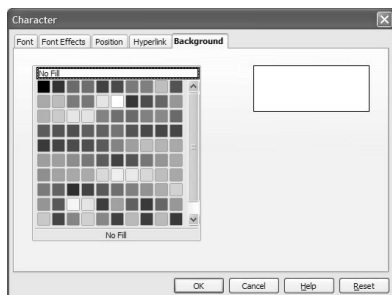 Character
Font Font Effects Position Hyperlink Background
No Fill
No Fill
OK Cancel Help Reset